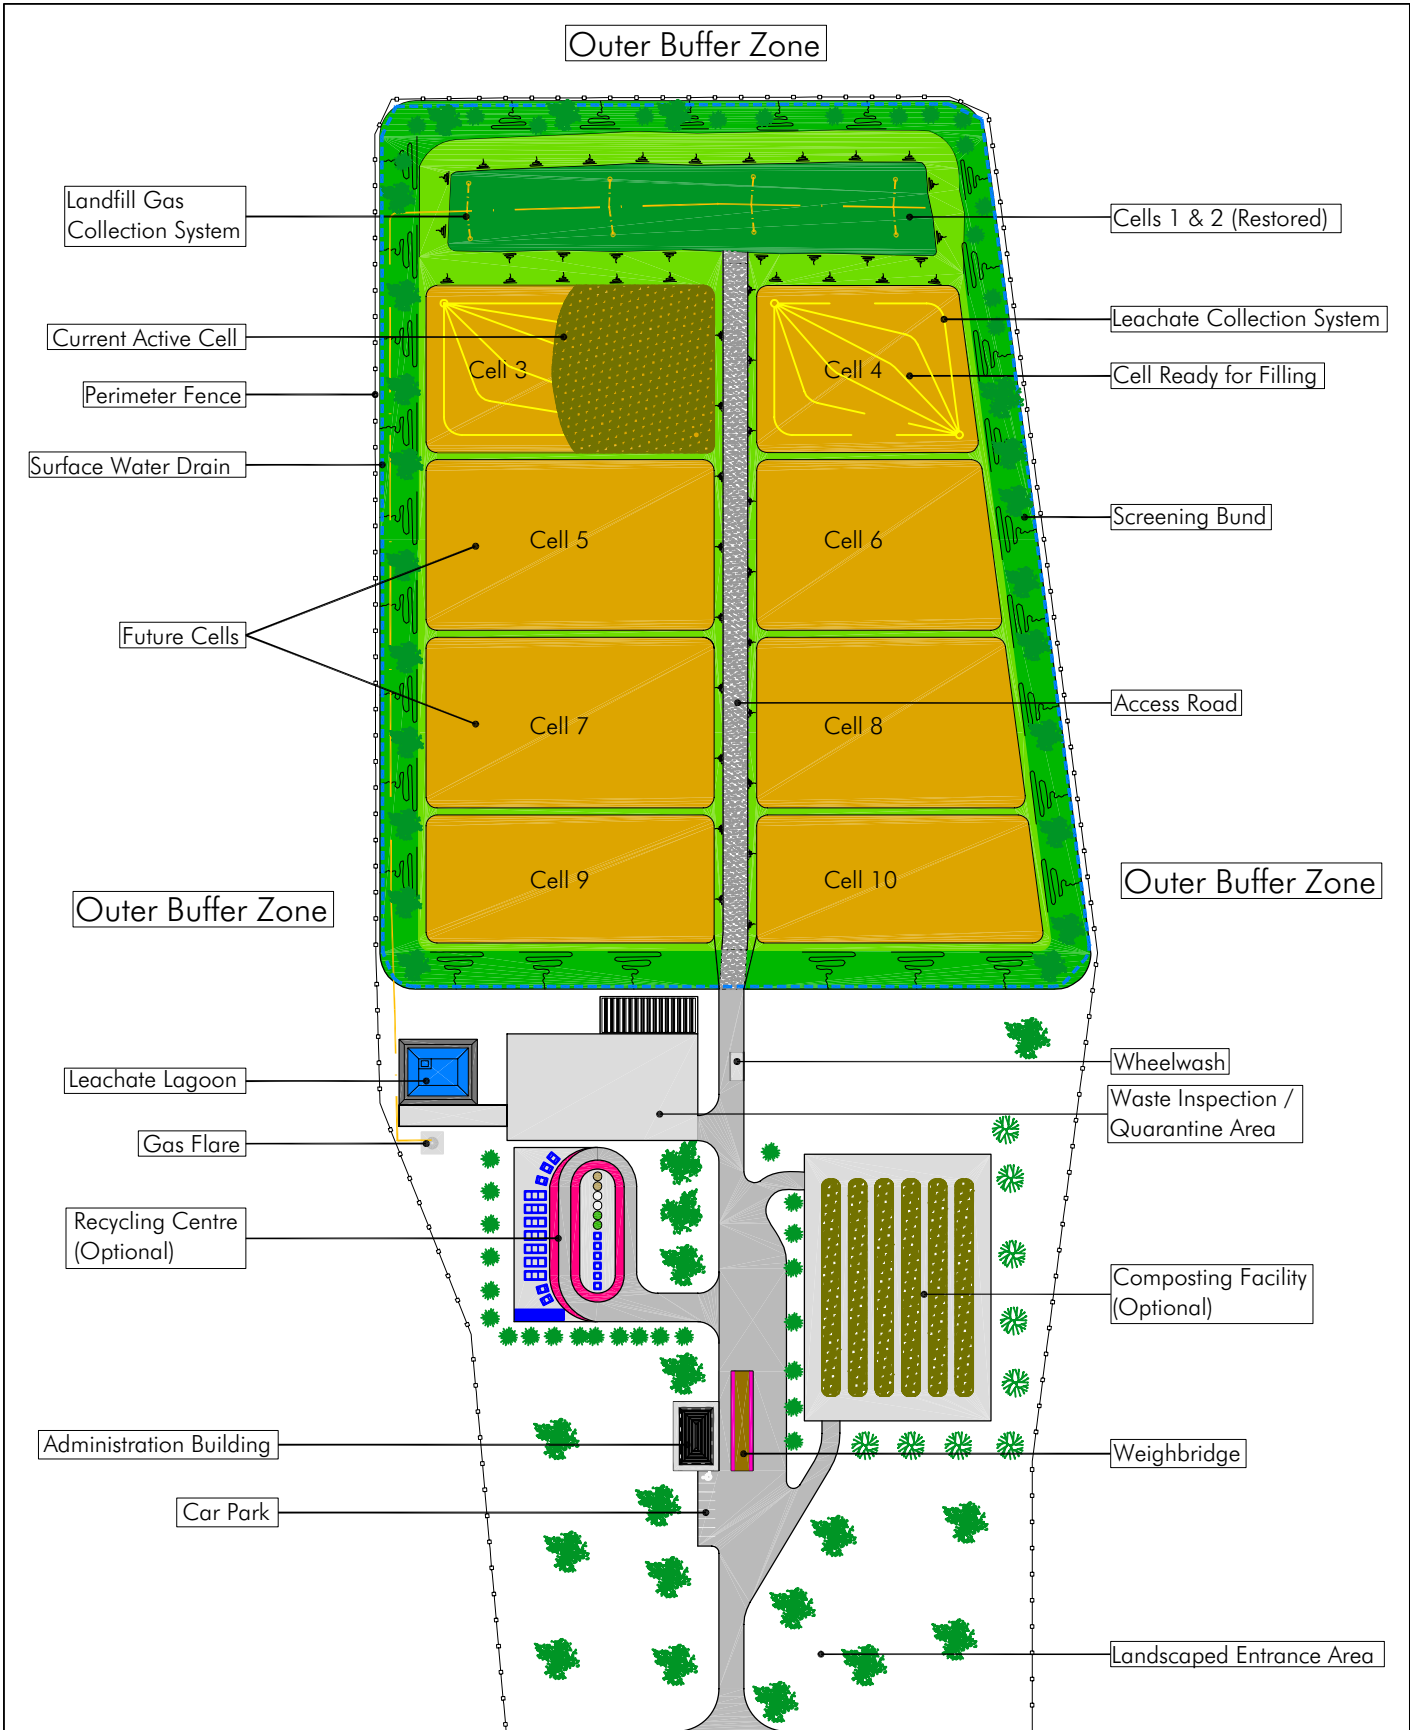 Outer Buffer Zone
Landfill Gas
Collection System
Cells 1 & 2 (Restored)
Leachate Collection System
Current Active Cell
Cell 3
Cell 4
Cell Ready for Filling
Perimeter Fence
Surface Water Drain
Screening Bund
Cell 5
Cell 6
Future Cells
Access Road
Cell 7
Cell 8
Cell 9
Cell 10
Outer Buffer Zone
Outer Buffer Zone
Wheelwash
Leachate Lagoon
Waste Inspection /
Quarantine Area
Gas Flare
Recycling Centre
(Optional)
Composting Facility
(Optional)
Administration Building
Weighbridge
Car Park
Landscaped Entrance Area